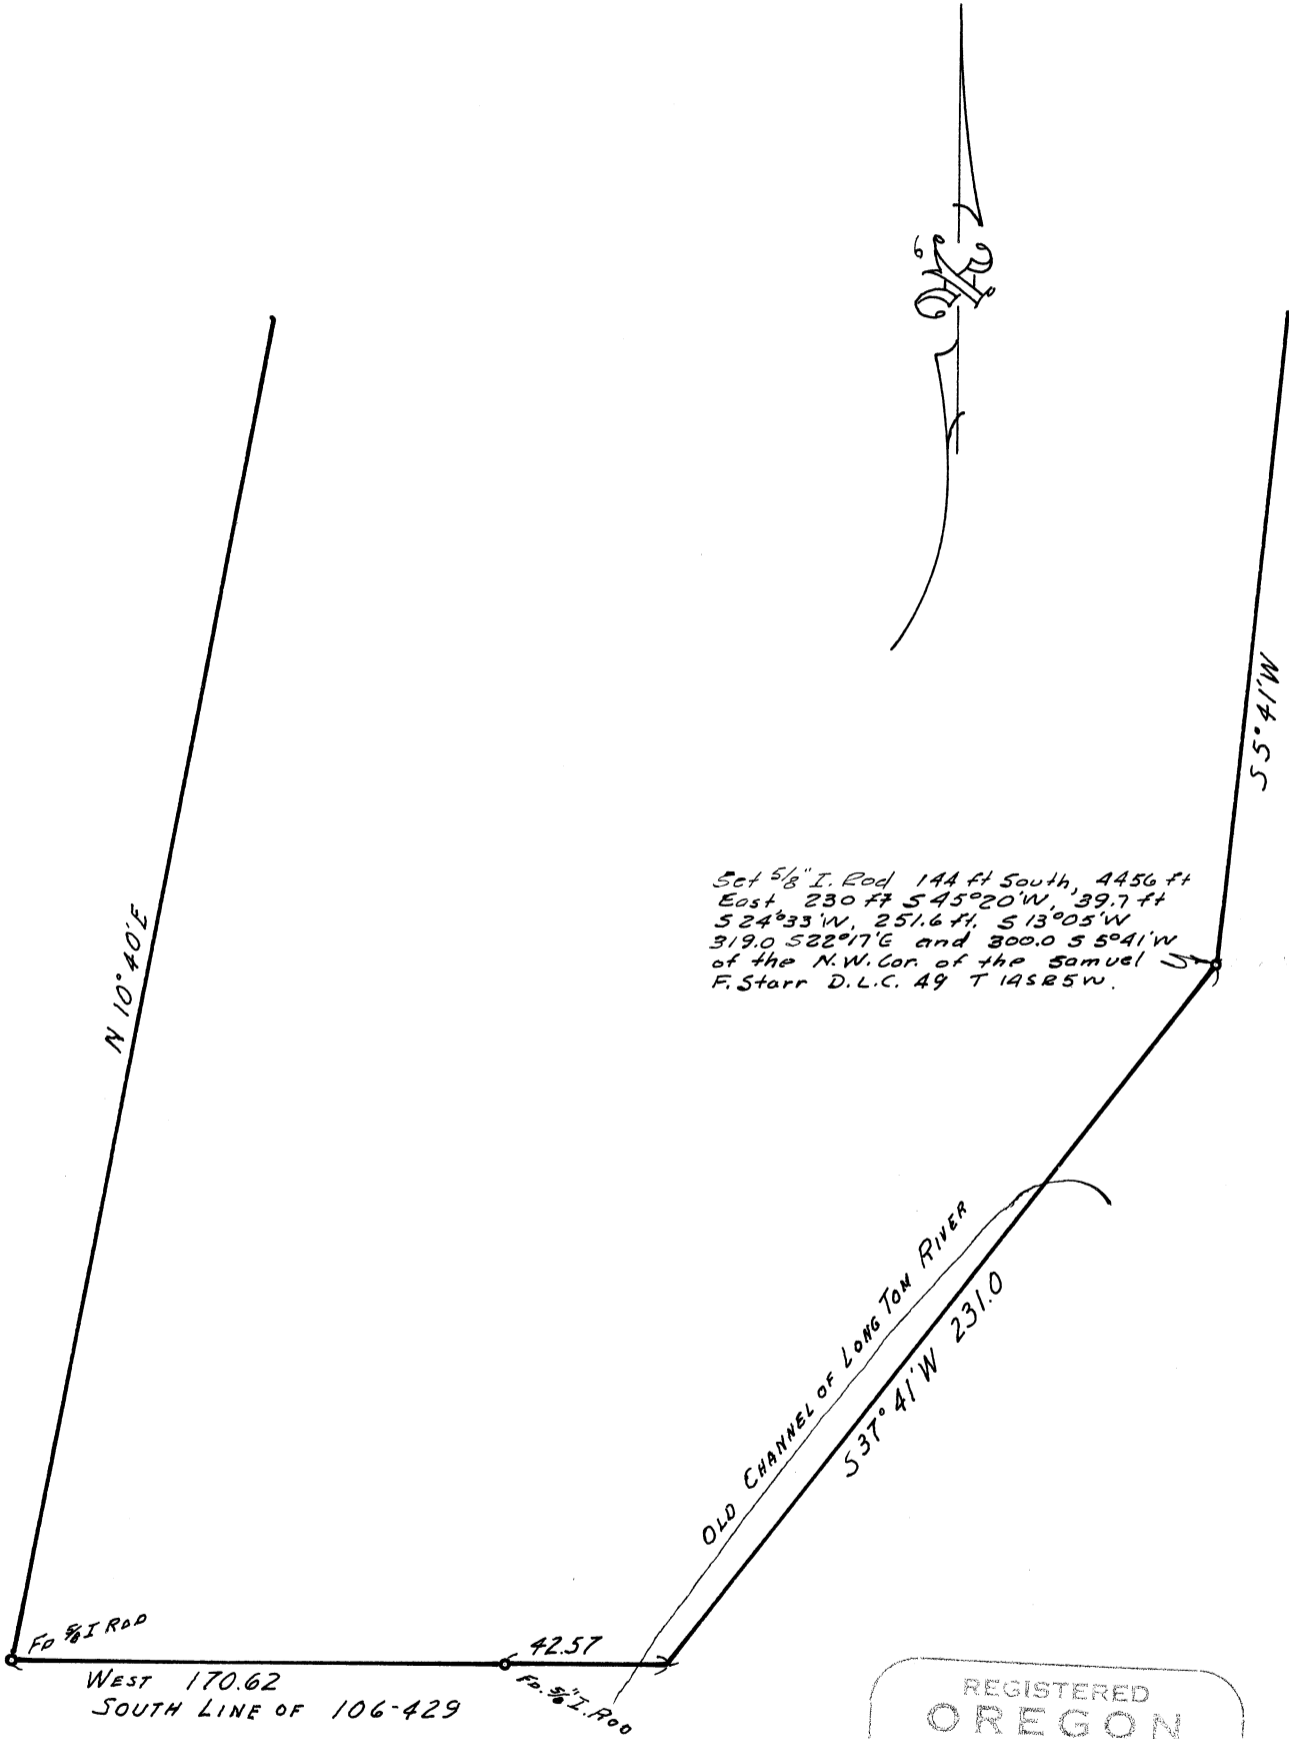 S 5° 41' W
Set 5/8" I. Rod 144 ft South, 4456 ft
East, 230 ft S 45°20'W, 39.7 ft
S 24°33'W, 251.6 ft. S 13°05'W
319.0 S22°17'E and 300.0 S 5°41'W
of the N.W. Cor. of the Samuel
F. Starr D.L.C. 49 T 14S R5W.
N 10° 40' E
OLD CHANNEL OF LONG TOM RIVER
S 37° 41' W 231.0
FD 5/8 I ROD
42.57
WEST 170.62
FD. 5/8" I. ROD
SOUTH LINE OF 106-429
REGISTERED
OREGON